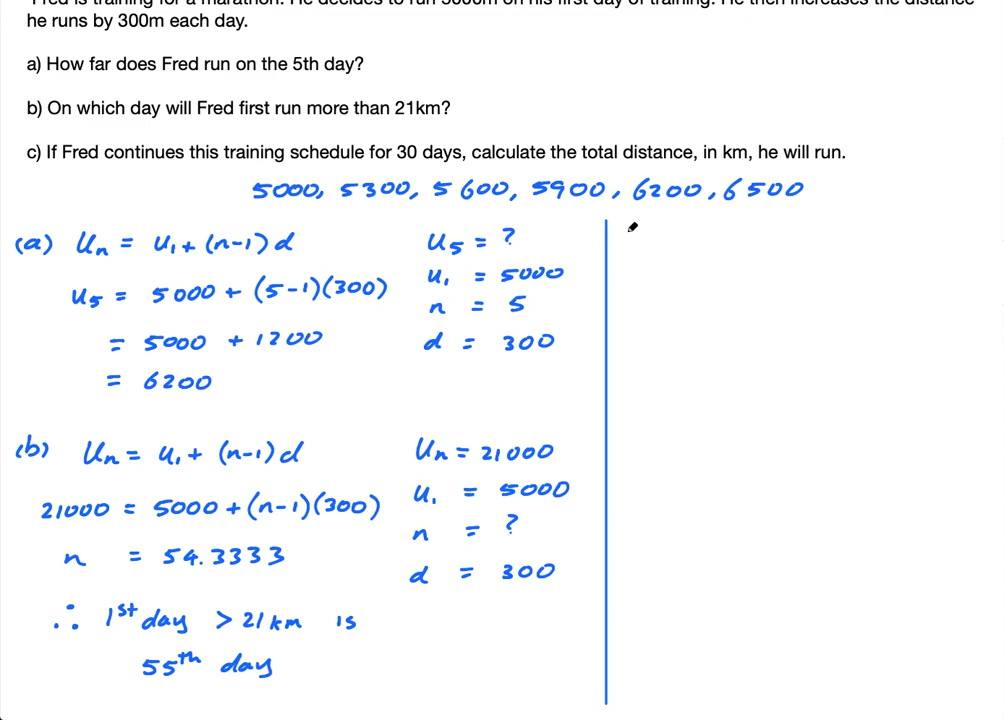 he runs by 300m each day.
a) How far does Fred run on the 5th day?
b) On which day will Fred first run more than 21km?
c) If Fred continues this training schedule for 30 days, calculate the total distance, in km, he will run.
5000, 5300, 5600, 5900, 6200, 6500
(a) Un = U1 + (n-1)d
U5 = 5000 + (5-1)(300)
= 5000 + 1200
= 6200
U5 = ?
U1 = 5000
n = 5
d = 300
(b) Un = U1 + (n-1)d
21000 = 5000 + (n-1)(300)
n = 54.3333
∴ 1st day > 21km is
55th day
Un = 21000
U1 = 5000
n = ?
d = 300